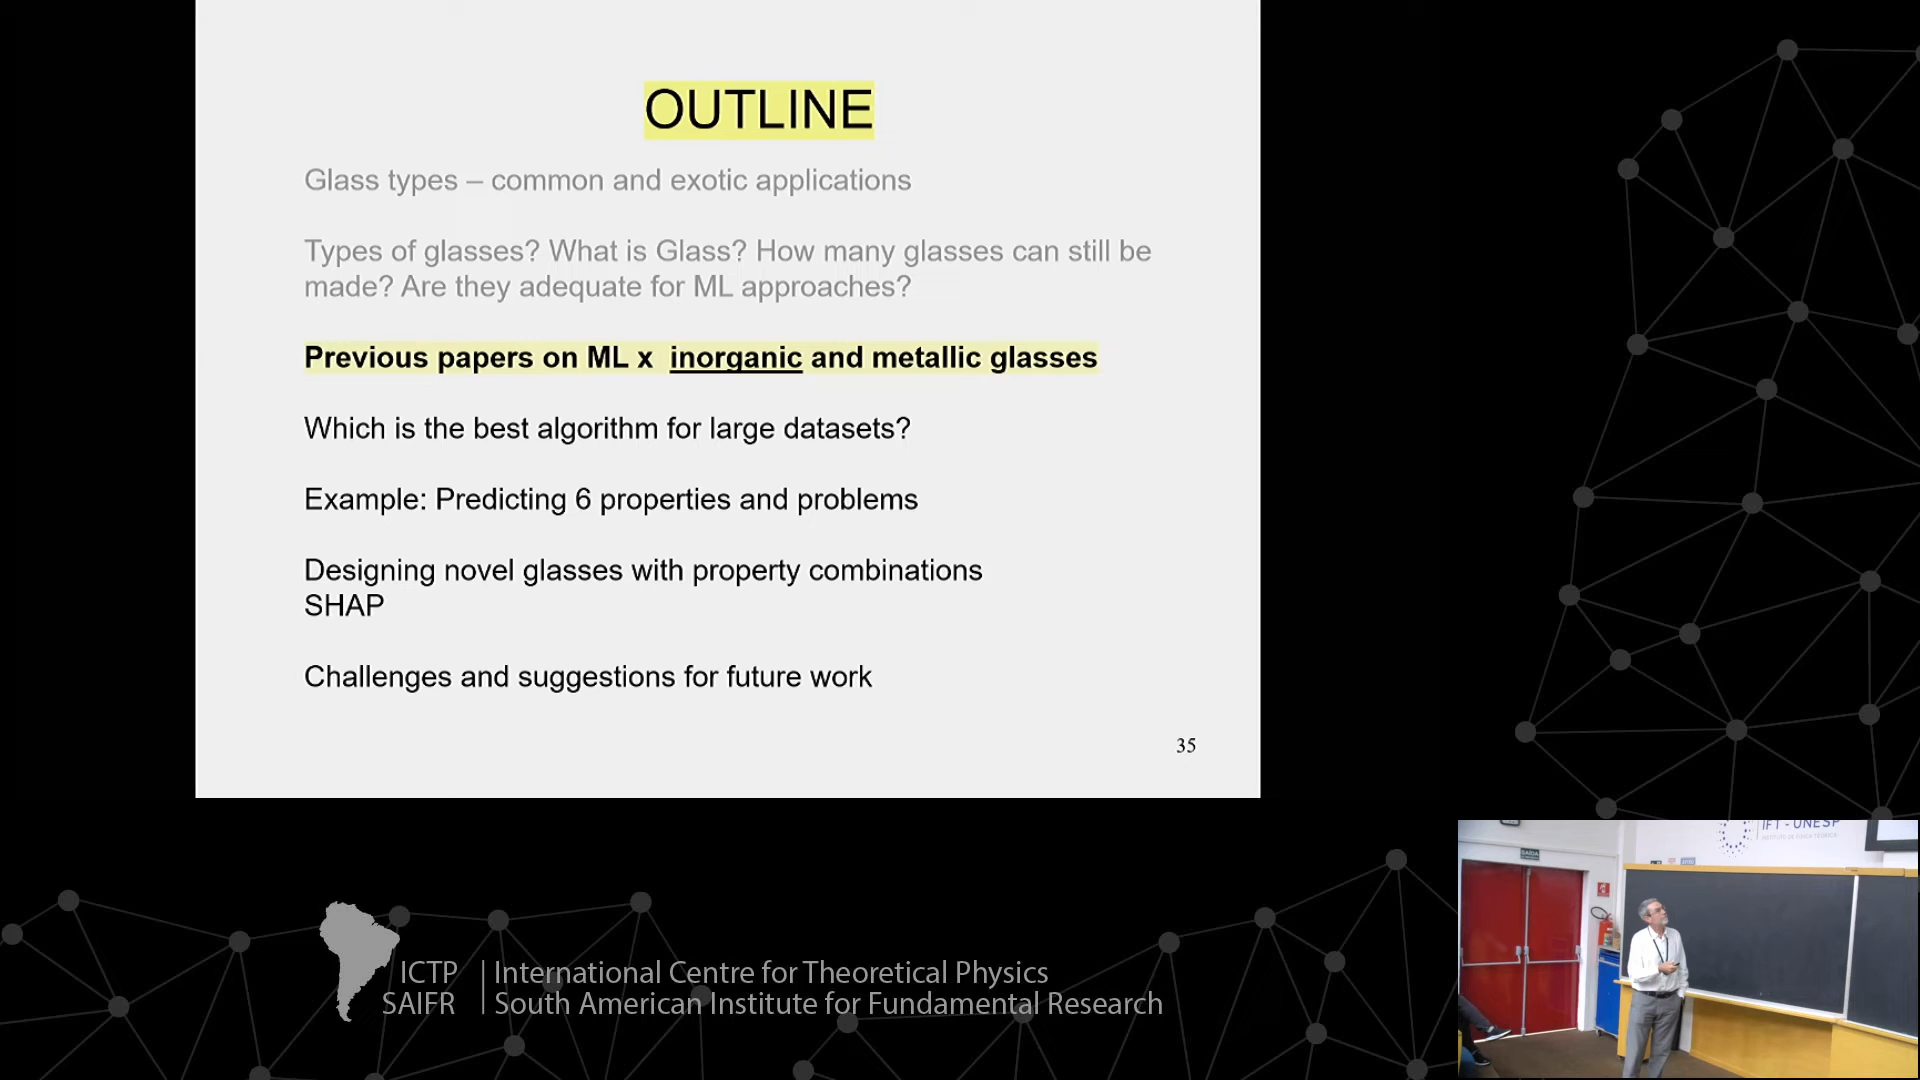 OUTLINE
Glass types – common and exotic applications
Types of glasses? What is Glass? How many glasses can still be
made? Are they adequate for ML approaches?
Previous papers on ML x inorganic and metallic glasses
Which is the best algorithm for large datasets?
Example: Predicting 6 properties and problems
Designing novel glasses with property combinations
SHAP
Challenges and suggestions for future work
35
IFT - UNESP
SAÍDA
ICTP | International Centre for Theoretical Physics
SAIFR | South American Institute for Fundamental Research